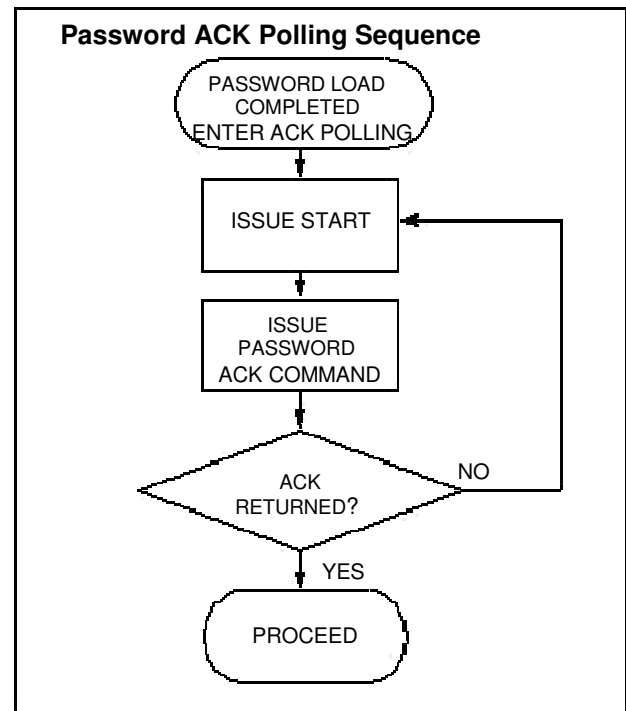 Password ACK Polling Sequence
PASSWORD LOAD
COMPLETED
ENTER ACK POLLING
ISSUE START
ISSUE
PASSWORD
ACK COMMAND
ACK
RETURNED?
NO
YES
PROCEED